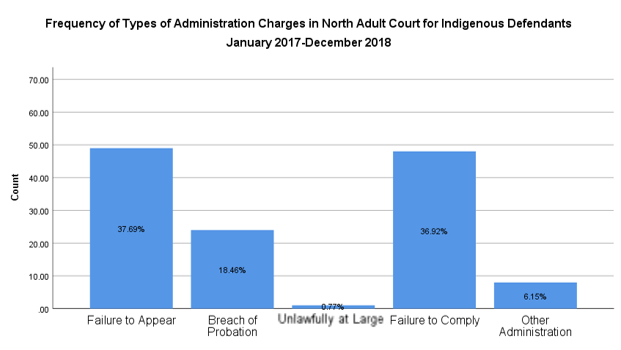 Frequency of Types of Administration Charges in North Adult Court for Indigenous Defendants
January 2017-December 2018
70.00
60.00
50.00
40.00
30.00
20.00
10.00
.00
Count
37.69%
18.46%
0.77%
36.92%
6.15%
Failure to Appear
Breach of
Probation
Unlawfully at Large
Failure to Comply
Other
Administration